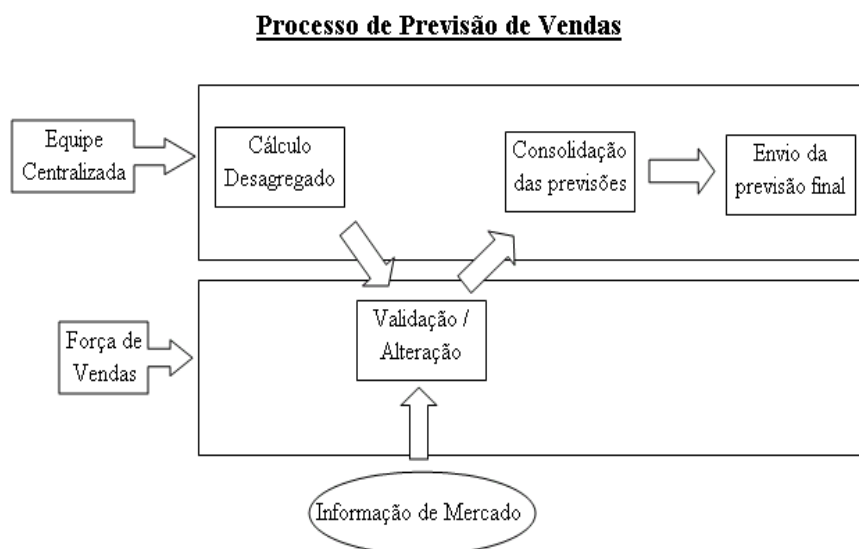 Processo de Previsão de Vendas
Equipe
Centralizada
Cálculo
Desagregado
Consolidação
das previsões
Envio da
previsão final
Força de
Vendas
Validação /
Alteração
Informação de Mercado